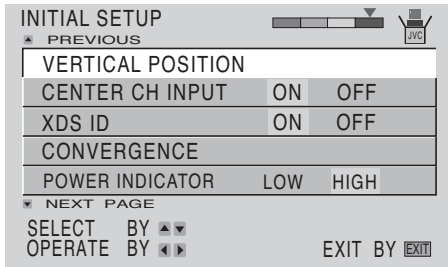 INITIAL SETUP
PREVIOUS
JVC
VERTICAL POSITION
CENTER CH INPUT ON OFF
XDS ID ON OFF
CONVERGENCE
POWER INDICATOR LOW HIGH
NEXT PAGE
SELECT BY
OPERATE BY
EXIT BY EXIT